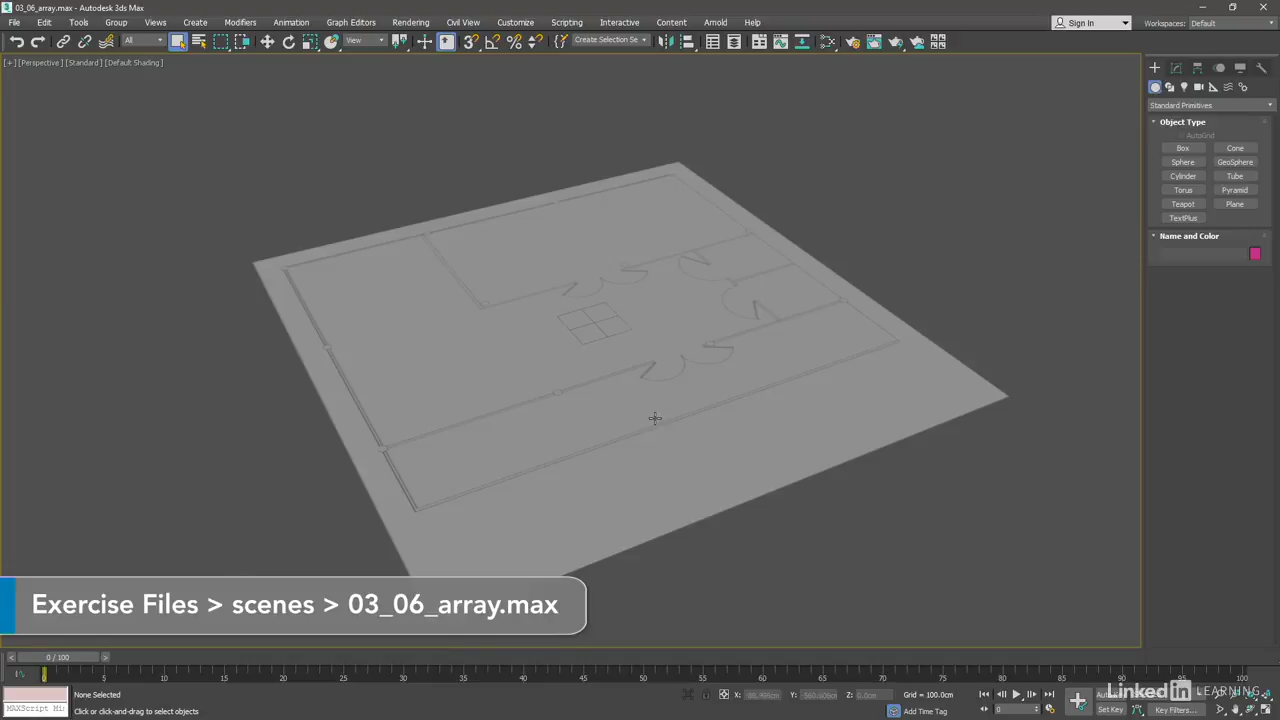 03_06_array.max - Autodesk 3ds Max
File Edit Tools Group Views Create Modifiers Animation Graph Editors Rendering Civil View Customize Scripting Interactive Content Arnold Help
Sign In Workspaces: Default
All View Create Selection Se
[+] [Perspective] [Standard] [Default Shading]
Standard Primitives
Object Type
AutoGrid
Box Cone
Sphere GeoSphere
Cylinder Tube
Torus Pyramid
Teapot Plane
TextPlus
Name and Color
Exercise Files > scenes > 03_06_array.max
0 / 100
0 5 10 15 20 25 30 35 40 45 50 55 60 65 70 75 80 85 90 95 100
None Selected X: Y: Z: 0.0cm Grid = 100.0cm
MAXScript Mi Click or click-and-drag to select objects Add Time Tag 0 Set Key Key Filters...
LinkedIn LEARNING